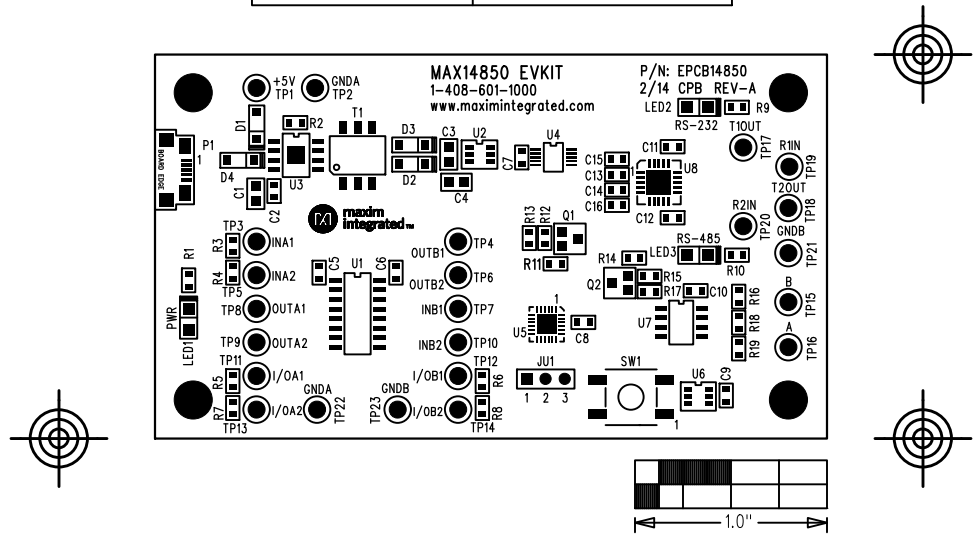 MAX14850 EVKIT
1-408-601-1000
www.maximintegrated.com
P/N: EPCB14850
2/14 CPB REV-A
+5V
TP1
GNDA
TP2
LED2
R9
RS-232
D1
R2
T1
D3
C3
U2
U4
T1OUT
TP17
P1
BOARD EDGE
1
D4
U3
D2
C7
C15
C13
C14
C16
C11
1
U8
R1IN
TP19
C1
C2
C4
C12
T2OUT
TP18
R2IN
TP20
maxim
integrated™
R13
R12
Q1
GNDB
TP21
TP3
INA1
R3
OUTB1
TP4
R11
R14
LED3
RS-485
R10
R1
R4
INA2
TP5
C5
U1
C6
OUTB2
TP6
Q2
R15
R17
C10
R16
B
TP15
PWR
LED1
TP8
OUTA1
INB1
TP7
1
U5
C8
U7
R18
A
TP16
TP9
OUTA2
INB2
TP10
R19
TP11
I/OA1
R5
I/OB1
TP12
R6
JU1
1 2 3
SW1
1
U6
C9
R7
I/OA2
TP13
GNDA
TP22
GNDB
TP23
I/OB2
TP14
R8
1.0"